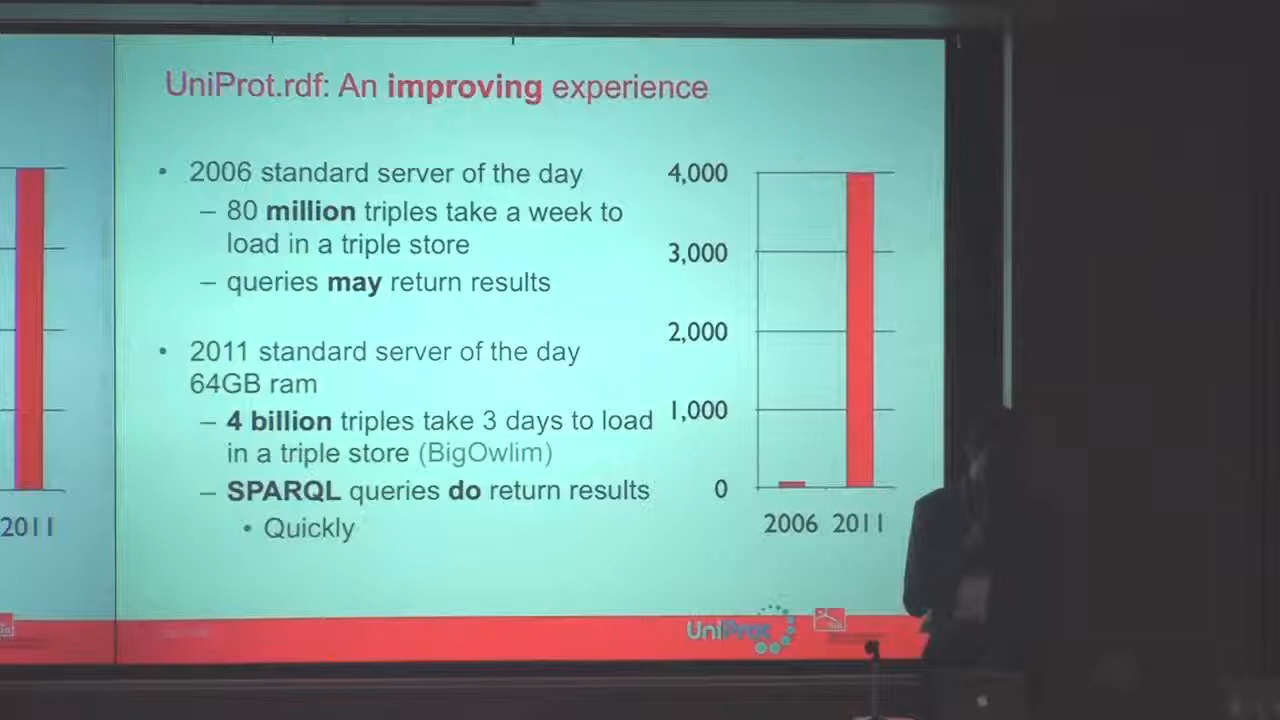 UniProt.rdf: An improving experience
• 2006 standard server of the day
– 80 million triples take a week to
load in a triple store
– queries may return results
• 2011 standard server of the day
64GB ram
– 4 billion triples take 3 days to load
in a triple store (BigOwlim)
– SPARQL queries do return results
• Quickly
4,000
3,000
2,000
1,000
0
2006 2011
2011
UniProt